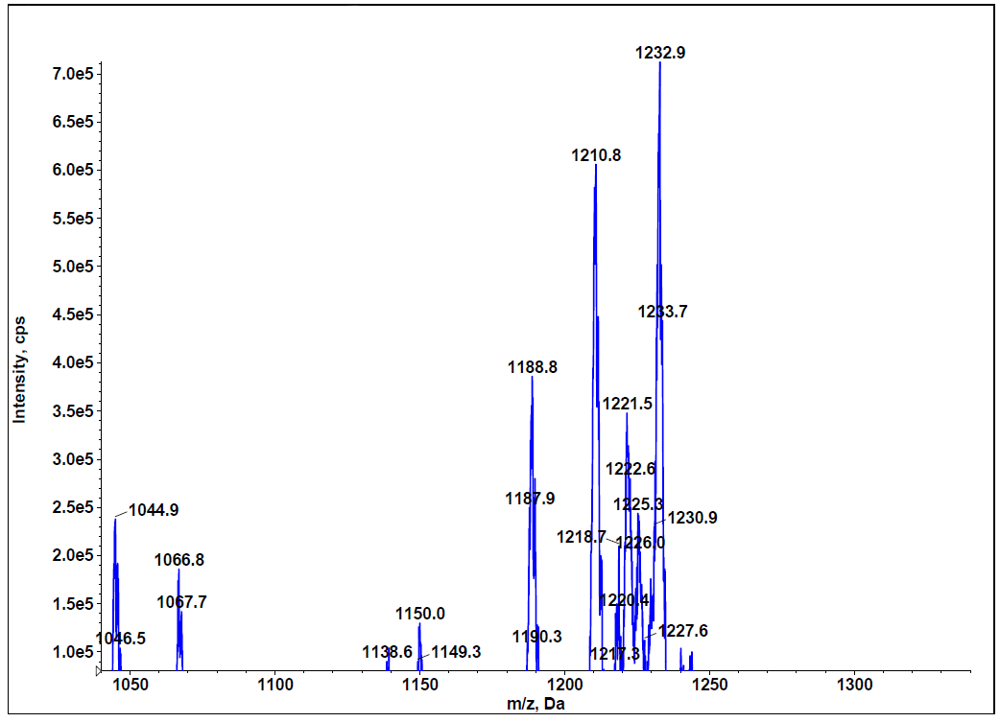 1232.9
7.0e5
6.5e5
1210.8
6.0e5
5.5e5
5.0e5
4.5e5
1233.7
4.0e5
1188.8
3.5e5
1221.5
3.0e5
1222.6
2.5e5
1044.9
1187.9
1225.3
1230.9
2.0e5
1066.8
1218.7
1226.0
1.5e5
1067.7
1150.0
1220.4
1.0e5
1046.5
1138.6
1149.3
1190.3
1217.3
1227.6
Intensity, cps
1050 1100 1150 1200 1250 1300
m/z, Da